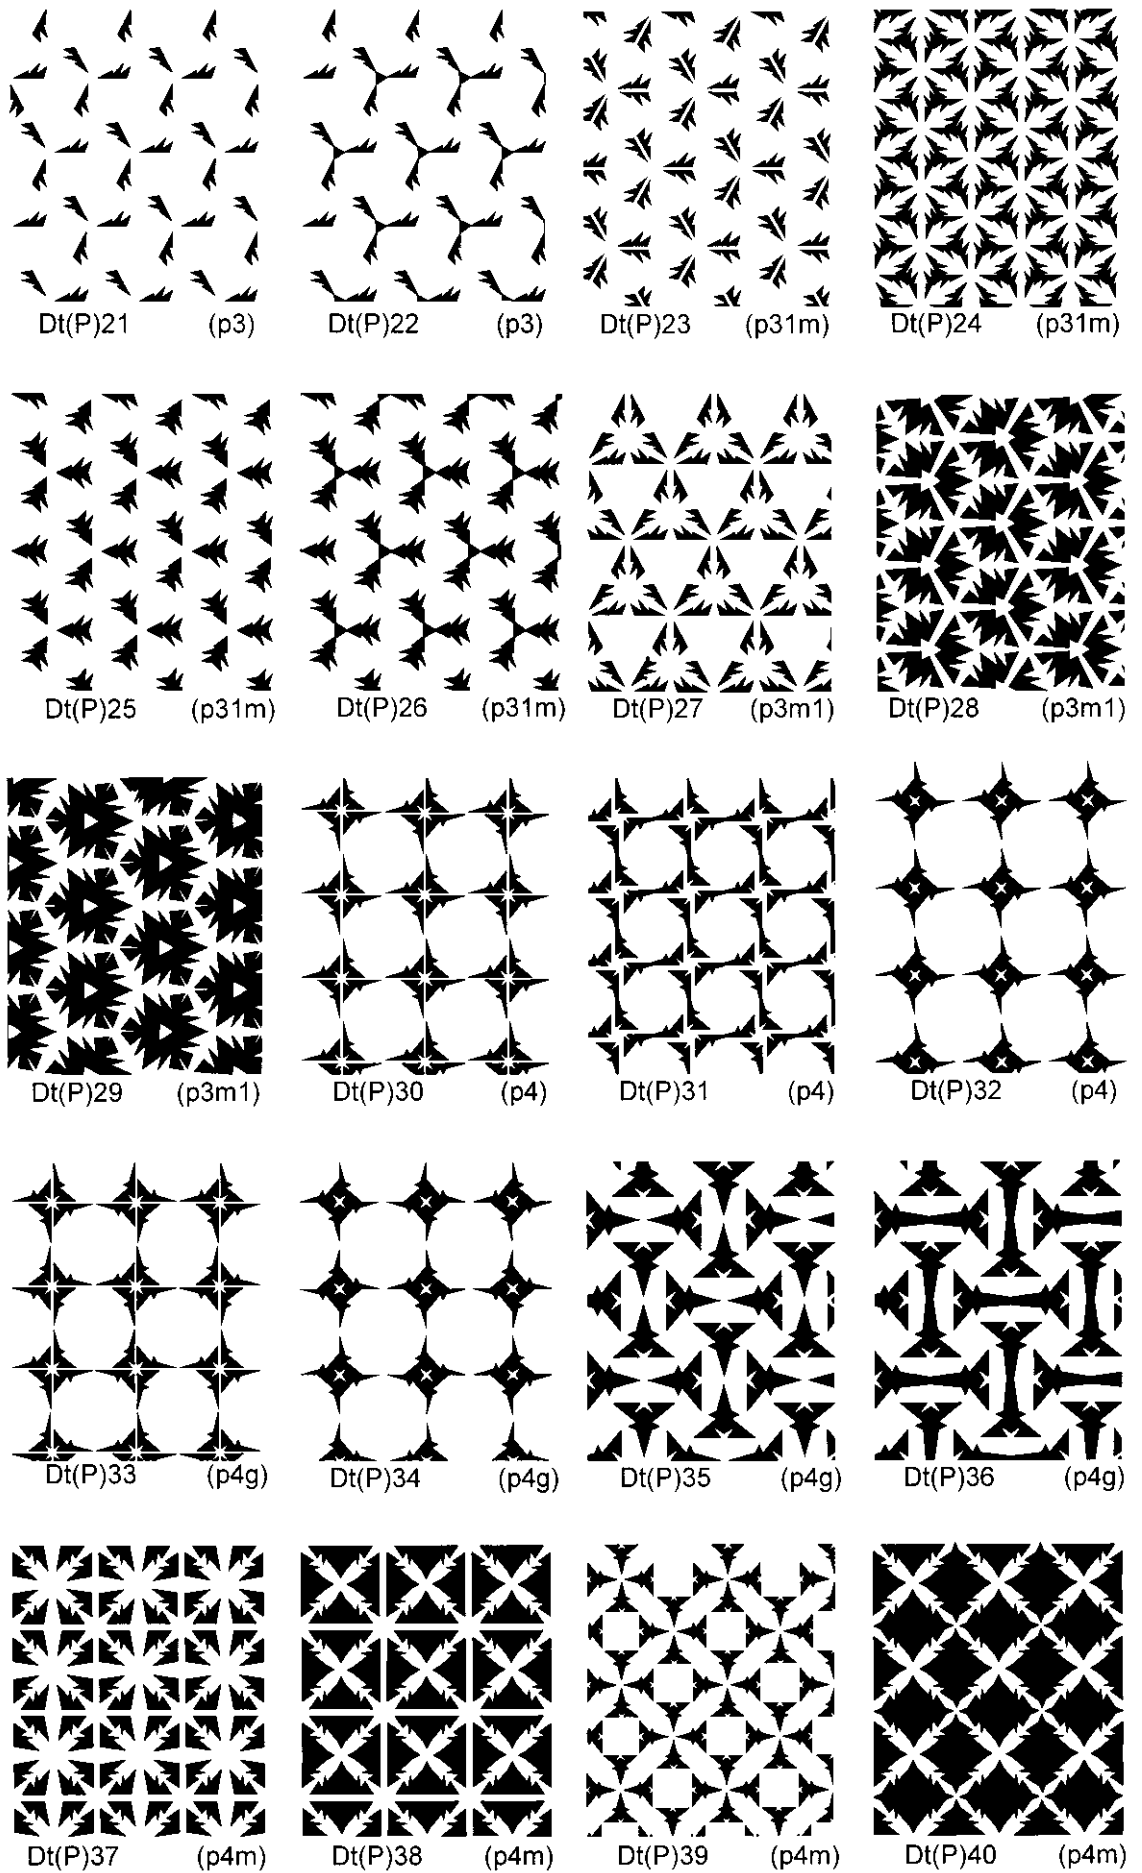 Dt(P)21 (p3) Dt(P)22 (p3) Dt(P)23 (p31m) Dt(P)24 (p31m)
Dt(P)25 (p31m) Dt(P)26 (p31m) Dt(P)27 (p3m1) Dt(P)28 (p3m1)
Dt(P)29 (p3m1) Dt(P)30 (p4) Dt(P)31 (p4) Dt(P)32 (p4)
Dt(P)33 (p4g) Dt(P)34 (p4g) Dt(P)35 (p4g) Dt(P)36 (p4g)
Dt(P)37 (p4m) Dt(P)38 (p4m) Dt(P)39 (p4m) Dt(P)40 (p4m)